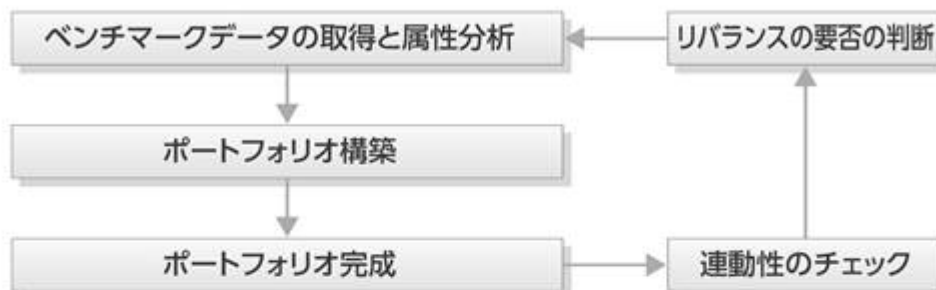 ベンチマークデータの取得と属性分析
リバランスの要否の判断
ポートフォリオ構築
ポートフォリオ完成
連動性のチェック